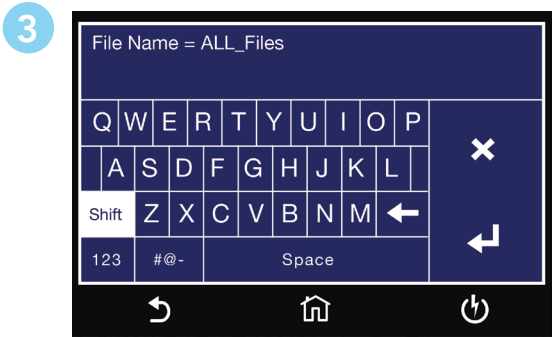 3
File Name = ALL_Files
Q W E R T Y U I O P
A S D F G H J K L
Shift Z X C V B N M
123 #@- Space